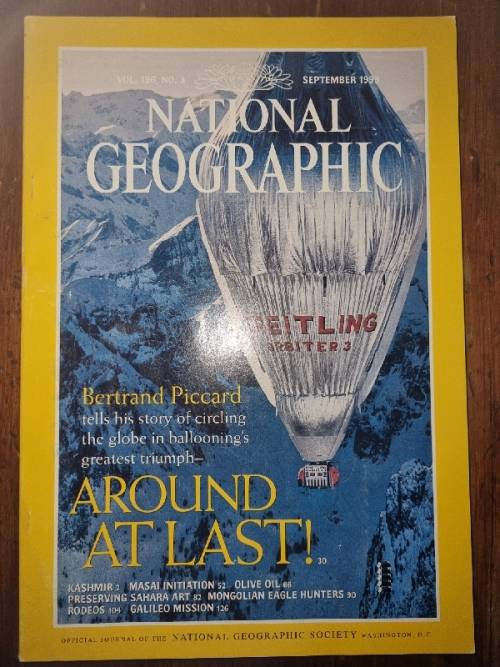 VOL. 196, NO. 3
SEPTEMBER 1999
NATIONAL
GEOGRAPHIC
BREITLING
ORBITER 3
Bertrand Piccard
tells his story of circling
the globe in ballooning's
greatest triumph—
AROUND
AT LAST! 30
KASHMIR 2 MASAI INITIATION 52 OLIVE OIL 66
PRESERVING SAHARA ART 82 MONGOLIAN EAGLE HUNTERS 90
RODEOS 104 GALILEO MISSION 126
OFFICIAL JOURNAL OF THE NATIONAL GEOGRAPHIC SOCIETY WASHINGTON, D.C.